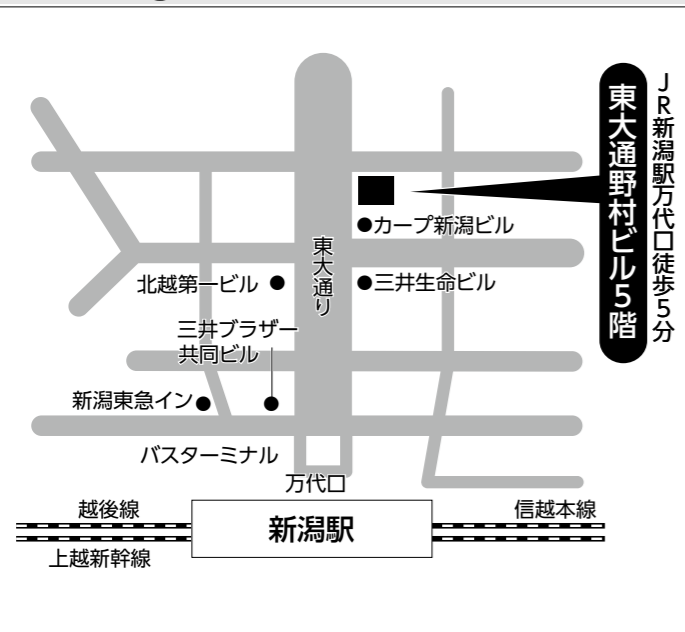 JR新潟駅万代口徒歩5分
東大通野村ビル5階
カープ新潟ビル
東大通り
北越第一ビル
三井生命ビル
三井ブラザー
共同ビル
新潟東急イン
バスターミナル
万代口
越後線
信越本線
新潟駅
上越新幹線